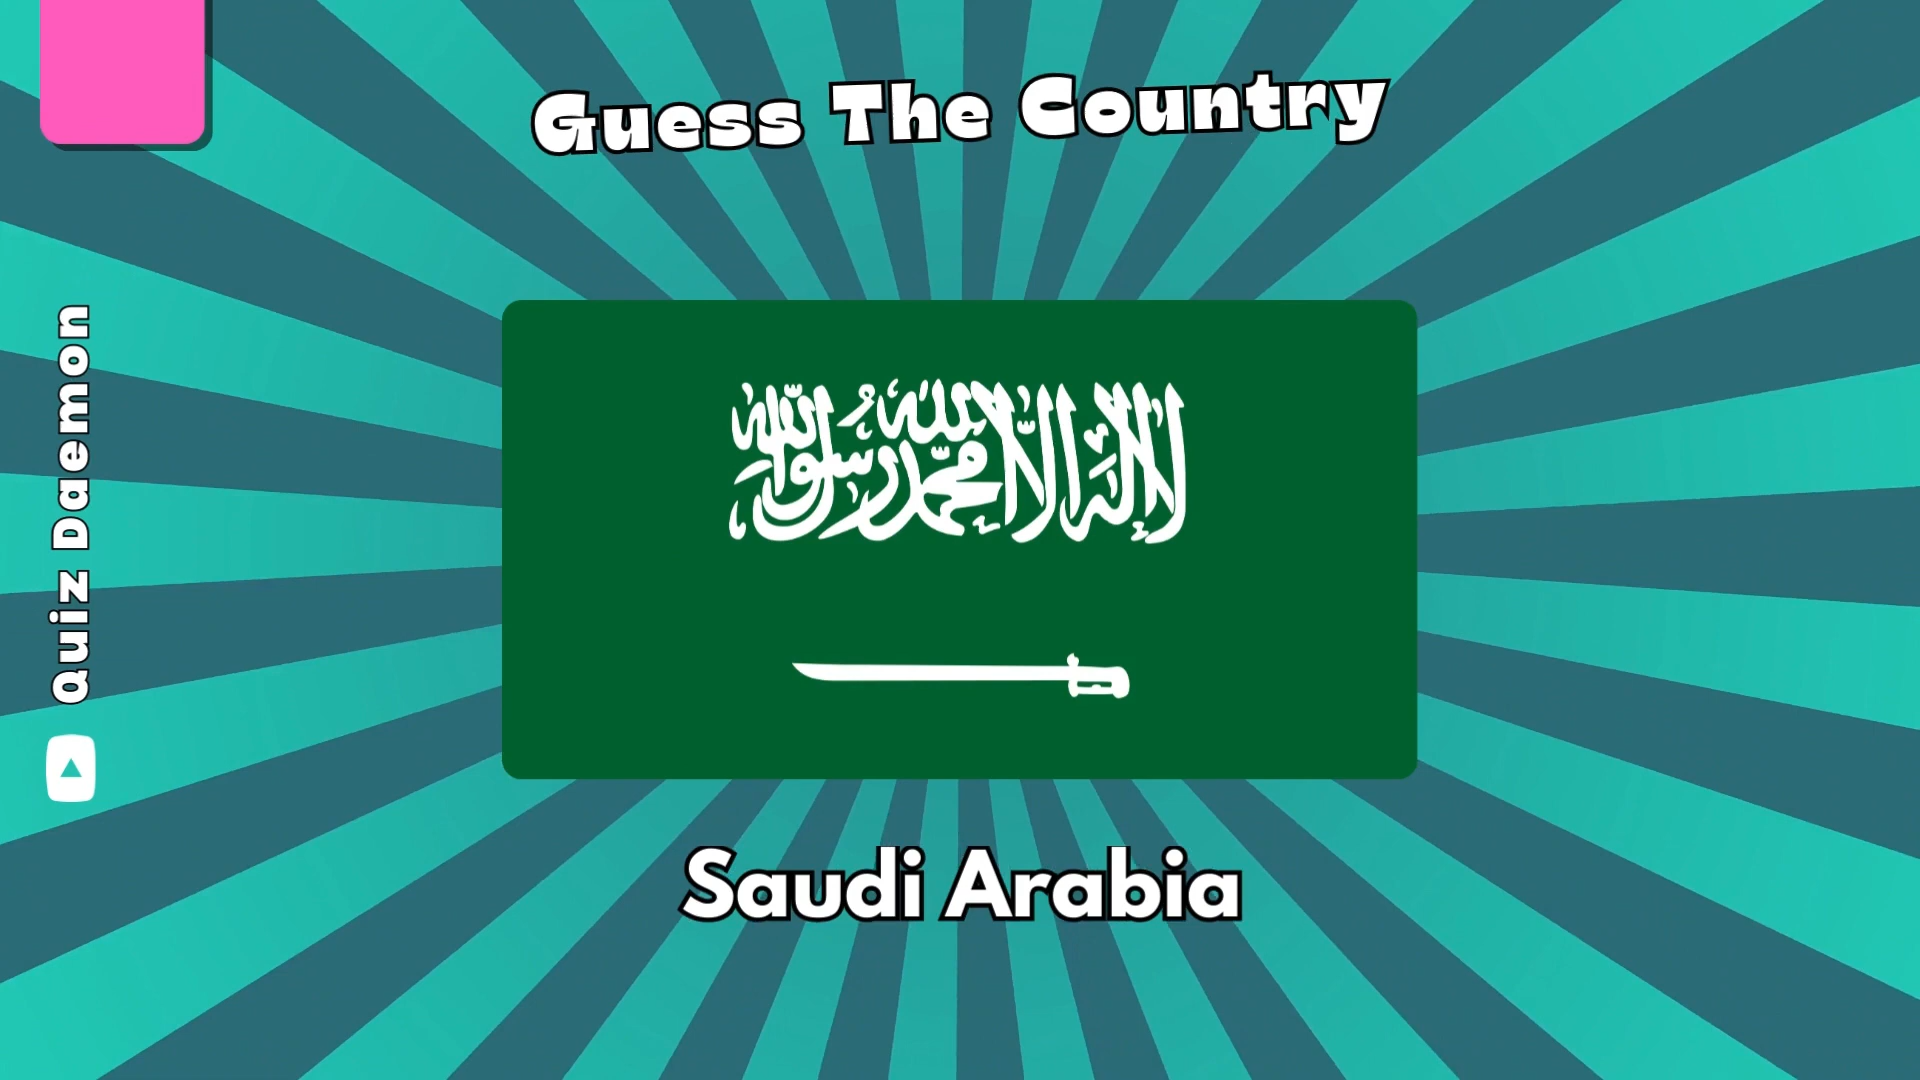 Guess The Country
لا إله إلا الله محمد رسول الله
Saudi Arabia
Quiz Daemon